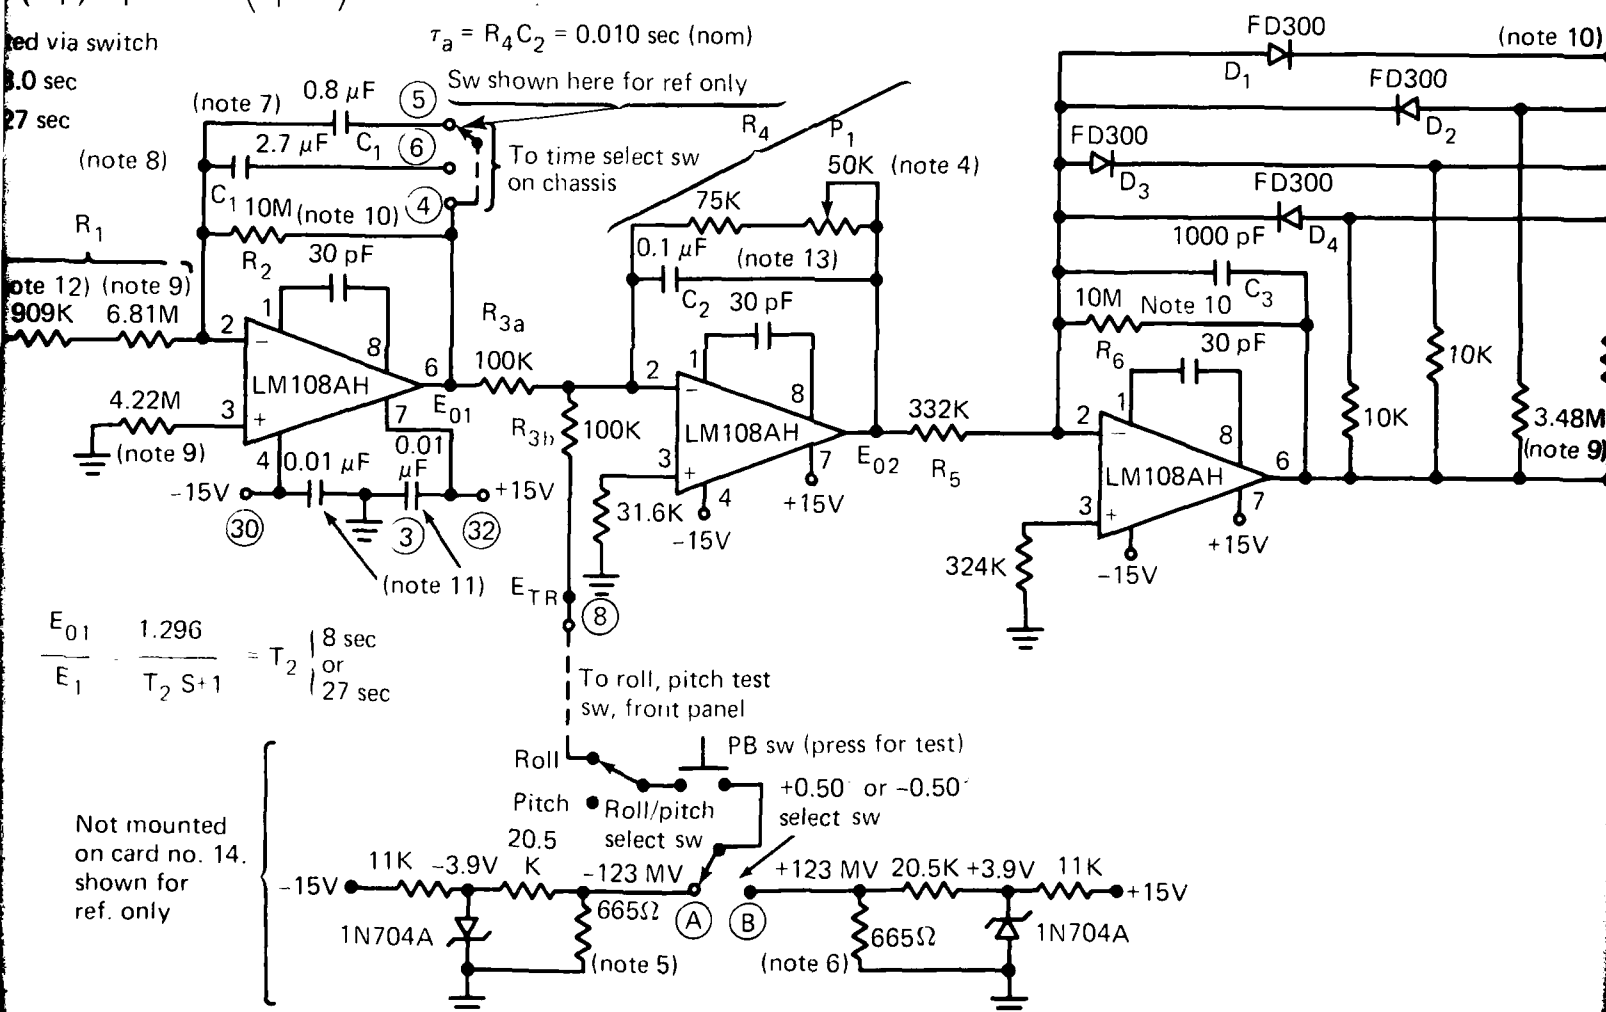 ted via switch
8.0 sec
27 sec
τa = R4C2 = 0.010 sec (nom)
Sw shown here for ref only
(note 7)
0.8 μF
5
C1
6
2.7 μF
(note 8)
C1
10M
(note 10)
4
To time select sw
on chassis
R4
P1
50K
(note 4)
75K
0.1 μF
(note 13)
C2
30 pF
FD300
(note 10)
D1
FD300
D2
FD300
D3
FD300
D4
1000 pF
C3
10M
Note 10
R6
30 pF
10K
10K
3.48M
(note 9)
R1
ote 12)
(note 9)
909K
6.81M
R2
30 pF
1
2
−
8
LM108AH
6
3
+
7
4
E01
4.22M
(note 9)
0.01 μF
0.01
μF
−15V
+15V
30
3
32
(note 11)
R3a
100K
R3b
100K
1
2
−
8
LM108AH
3
+
7
4
31.6K
−15V
+15V
E02
332K
R5
1
2
−
8
LM108AH
6
3
+
7
324K
−15V
+15V
ETR
8
E01
E1
1.296
T2 S+1
= T2
8 sec
or
27 sec
To roll, pitch test
sw, front panel
Roll
PB sw (press for test)
Pitch
Roll/pitch
select sw
+0.50° or −0.50°
select sw
Not mounted
on card no. 14.
shown for
ref. only
−15V
11K
−3.9V
20.5
K
−123 MV
A
B
+123 MV
20.5K
+3.9V
11K
+15V
1N704A
665Ω
(note 5)
(note 6)
665Ω
1N704A